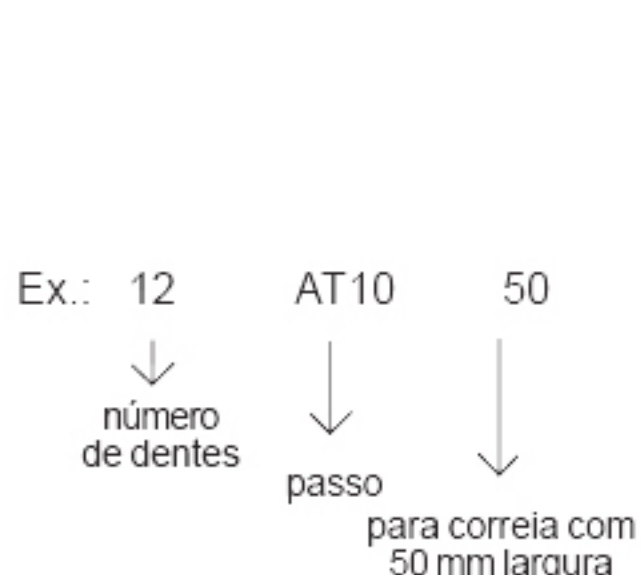 Ex.: 12 AT10 50
número
de dentes
passo
para correia com
50 mm largura